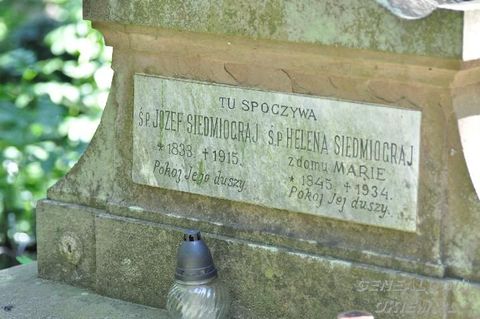 TU SPOCZYWA
Ś.P. JÓZEF SIEDMIOGRAJ
* 1833. † 1915.
Pokój Jego duszy.
Ś.P. HELENA SIEDMIOGRAJ
z domu MARIE
* 1845. † 1934.
Pokój Jej duszy.